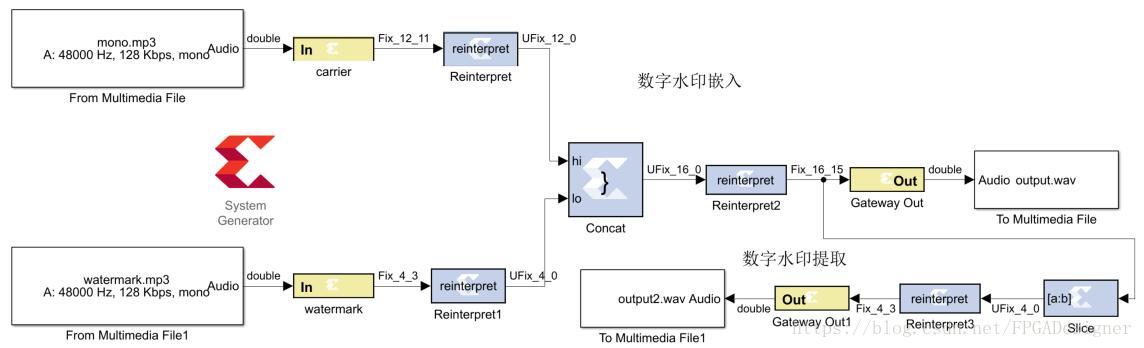 mono.mp3
A: 48000 Hz, 128 Kbps, mono
Audio
From Multimedia File
double
In
carrier
Fix_12_11
reinterpret
Reinterpret
UFix_12_0
数字水印嵌入
System
Generator
hi
lo
}
Concat
UFix_16_0
reinterpret
Reinterpret2
Fix_16_15
Out
Gateway Out
double
Audio output.wav
To Multimedia File
watermark.mp3
A: 48000 Hz, 128 Kbps, mono
Audio
From Multimedia File1
double
In
watermark
Fix_4_3
reinterpret
Reinterpret1
UFix_4_0
数字水印提取
output2.wav Audio
To Multimedia File1
double
Out
Gateway Out1
Fix_4_3
reinterpret
Reinterpret3
UFix_4_0
[a:b]
Slice
https://blog.csdn.net/FPGADesigner